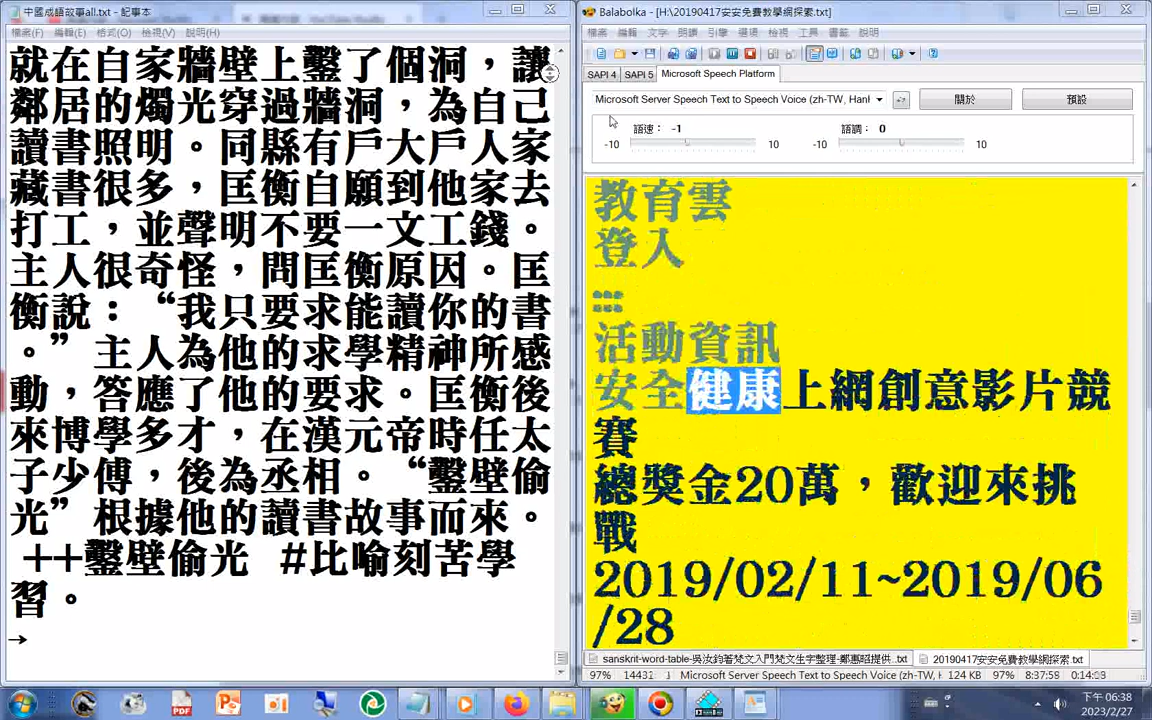 中國成語故事all.txt - 記事本
檔案(F) 編輯(E) 格式(O) 檢視(V) 說明(H)
就在自家牆壁上鑿了個洞，讓
鄰居的燭光穿過牆洞，為自己
讀書照明。同縣有戶大戶人家
藏書很多，匡衡自願到他家去
打工，並聲明不要一文工錢。
主人很奇怪，問匡衡原因。匡
衡說：“我只要求能讀你的書
。” 主人為他的求學精神所感
動，答應了他的要求。匡衡後
來博學多才，在漢元帝時任太
子少傅，後為丞相。“鑿壁偷
光” 根據他的讀書故事而來。
++鑿壁偷光 #比喻刻苦學
習。
→
Balabolka - [H:\20190417安安免費教學網探索.txt]
檔案 編輯 文字 朗讀 引擎 選項 檢視 工具 書籤 說明
SAPI 4 SAPI 5 Microsoft Speech Platform
Microsoft Server Speech Text to Speech Voice (zh-TW, Hanl
關於 預設
語速： -1 語調： 0
-10 10 -10 10
教育雲
登入
活動資訊
安全健康上網創意影片競
賽
總獎金20萬，歡迎來挑
戰
2019/02/11~2019/06
/28
sanskrit-word-table-吳汝鈞著梵文入門梵文生字整理-鄭惠昭提供..txt 20190417安安免費教學網探索.txt
97% 14431 Microsoft Server Speech Text to Speech Voice (zh-TW, H 124 KB 97% 8:37:59
下午 06:38
2023/2/27